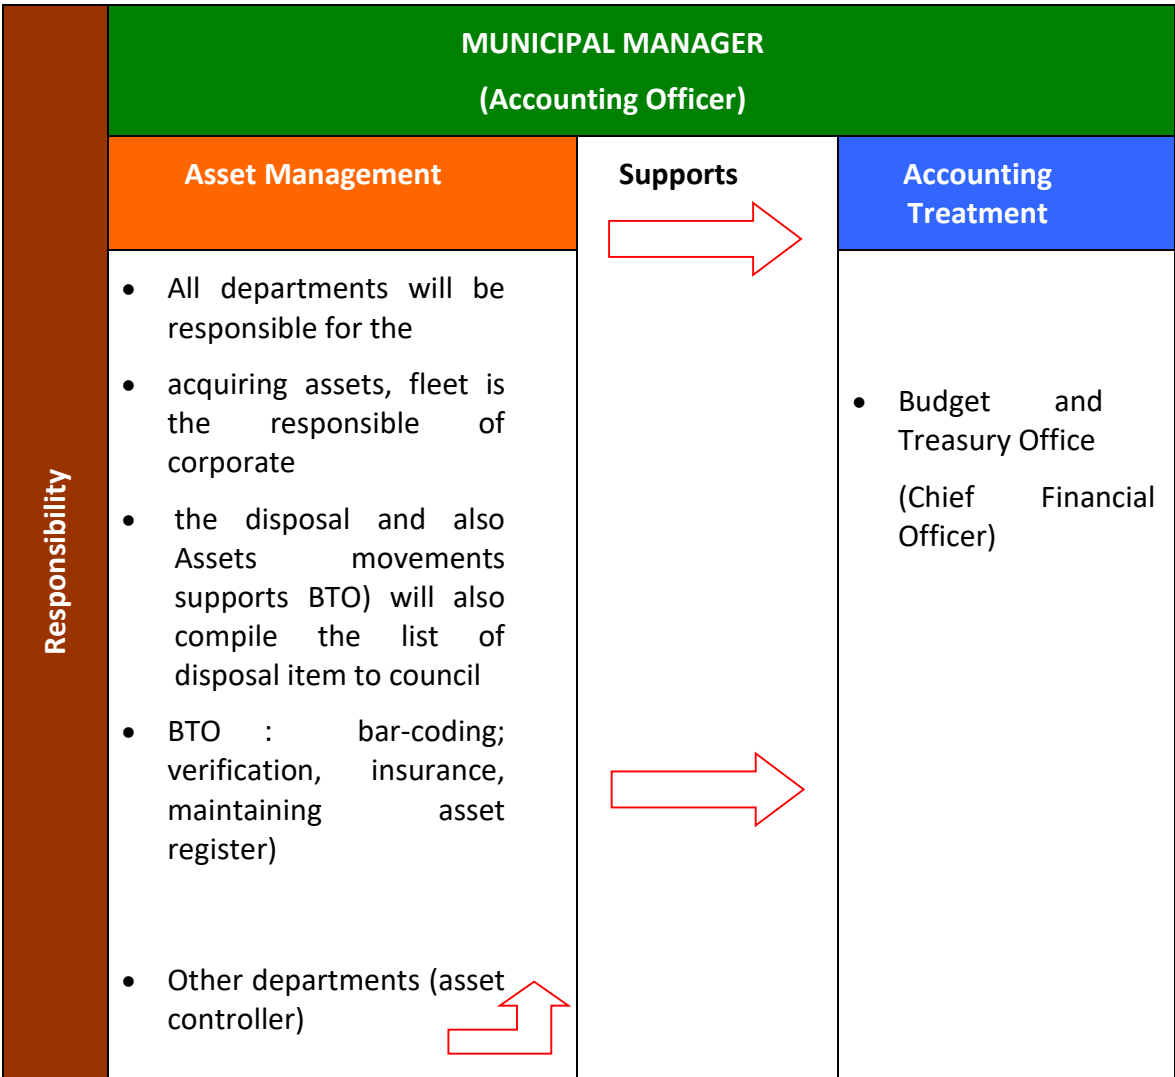 MUNICIPAL MANAGER
(Accounting Officer)
Responsibility
Asset Management
Supports
Accounting
Treatment
• All departments will be
responsible for the
• acquiring assets, fleet is
the responsible of
corporate
• the disposal and also
Assets movements
supports BTO) will also
compile the list of
disposal item to council
• BTO : bar-coding;
verification, insurance,
maintaining asset
register)
• Other departments (asset
controller)
• Budget and
Treasury Office
(Chief Financial
Officer)